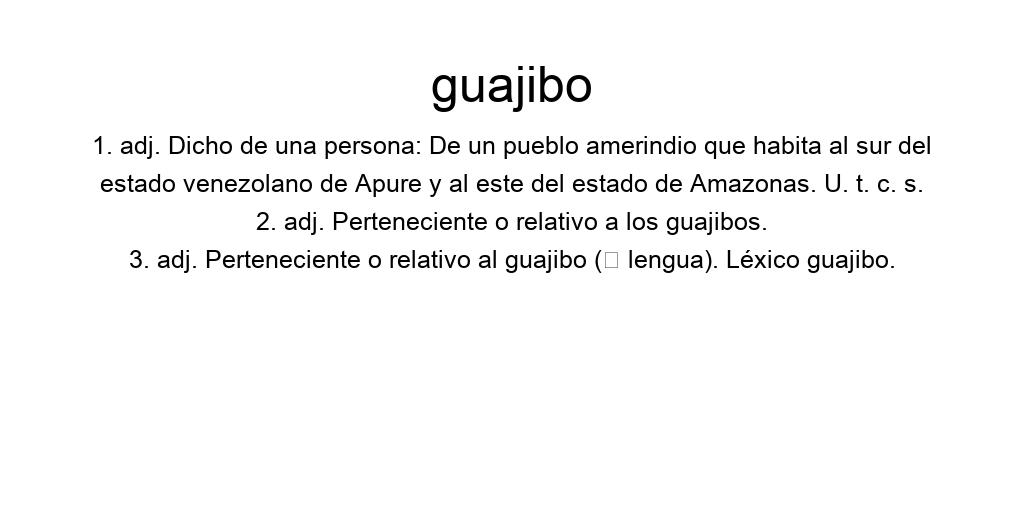 guajibo
1. adj. Dicho de una persona: De un pueblo amerindio que habita al sur del
estado venezolano de Apure y al este del estado de Amazonas. U. t. c. s.
2. adj. Perteneciente o relativo a los guajibos.
3. adj. Perteneciente o relativo al guajibo (□ lengua). Léxico guajibo.